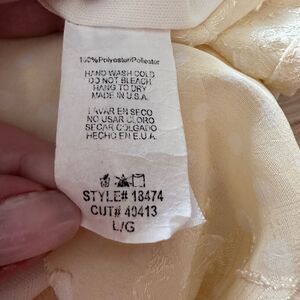 100%Polyester/Poliester
HAND WASH COLD
DO NOT BLEACH
HANG TO DRY
MADE IN U.S.A.
LAVAR EN SECO
NO USAR CLORO
SECAR COLGADO
HECHO EN E.U.A.
STYLE# 18474
CUT# 40413
L/G